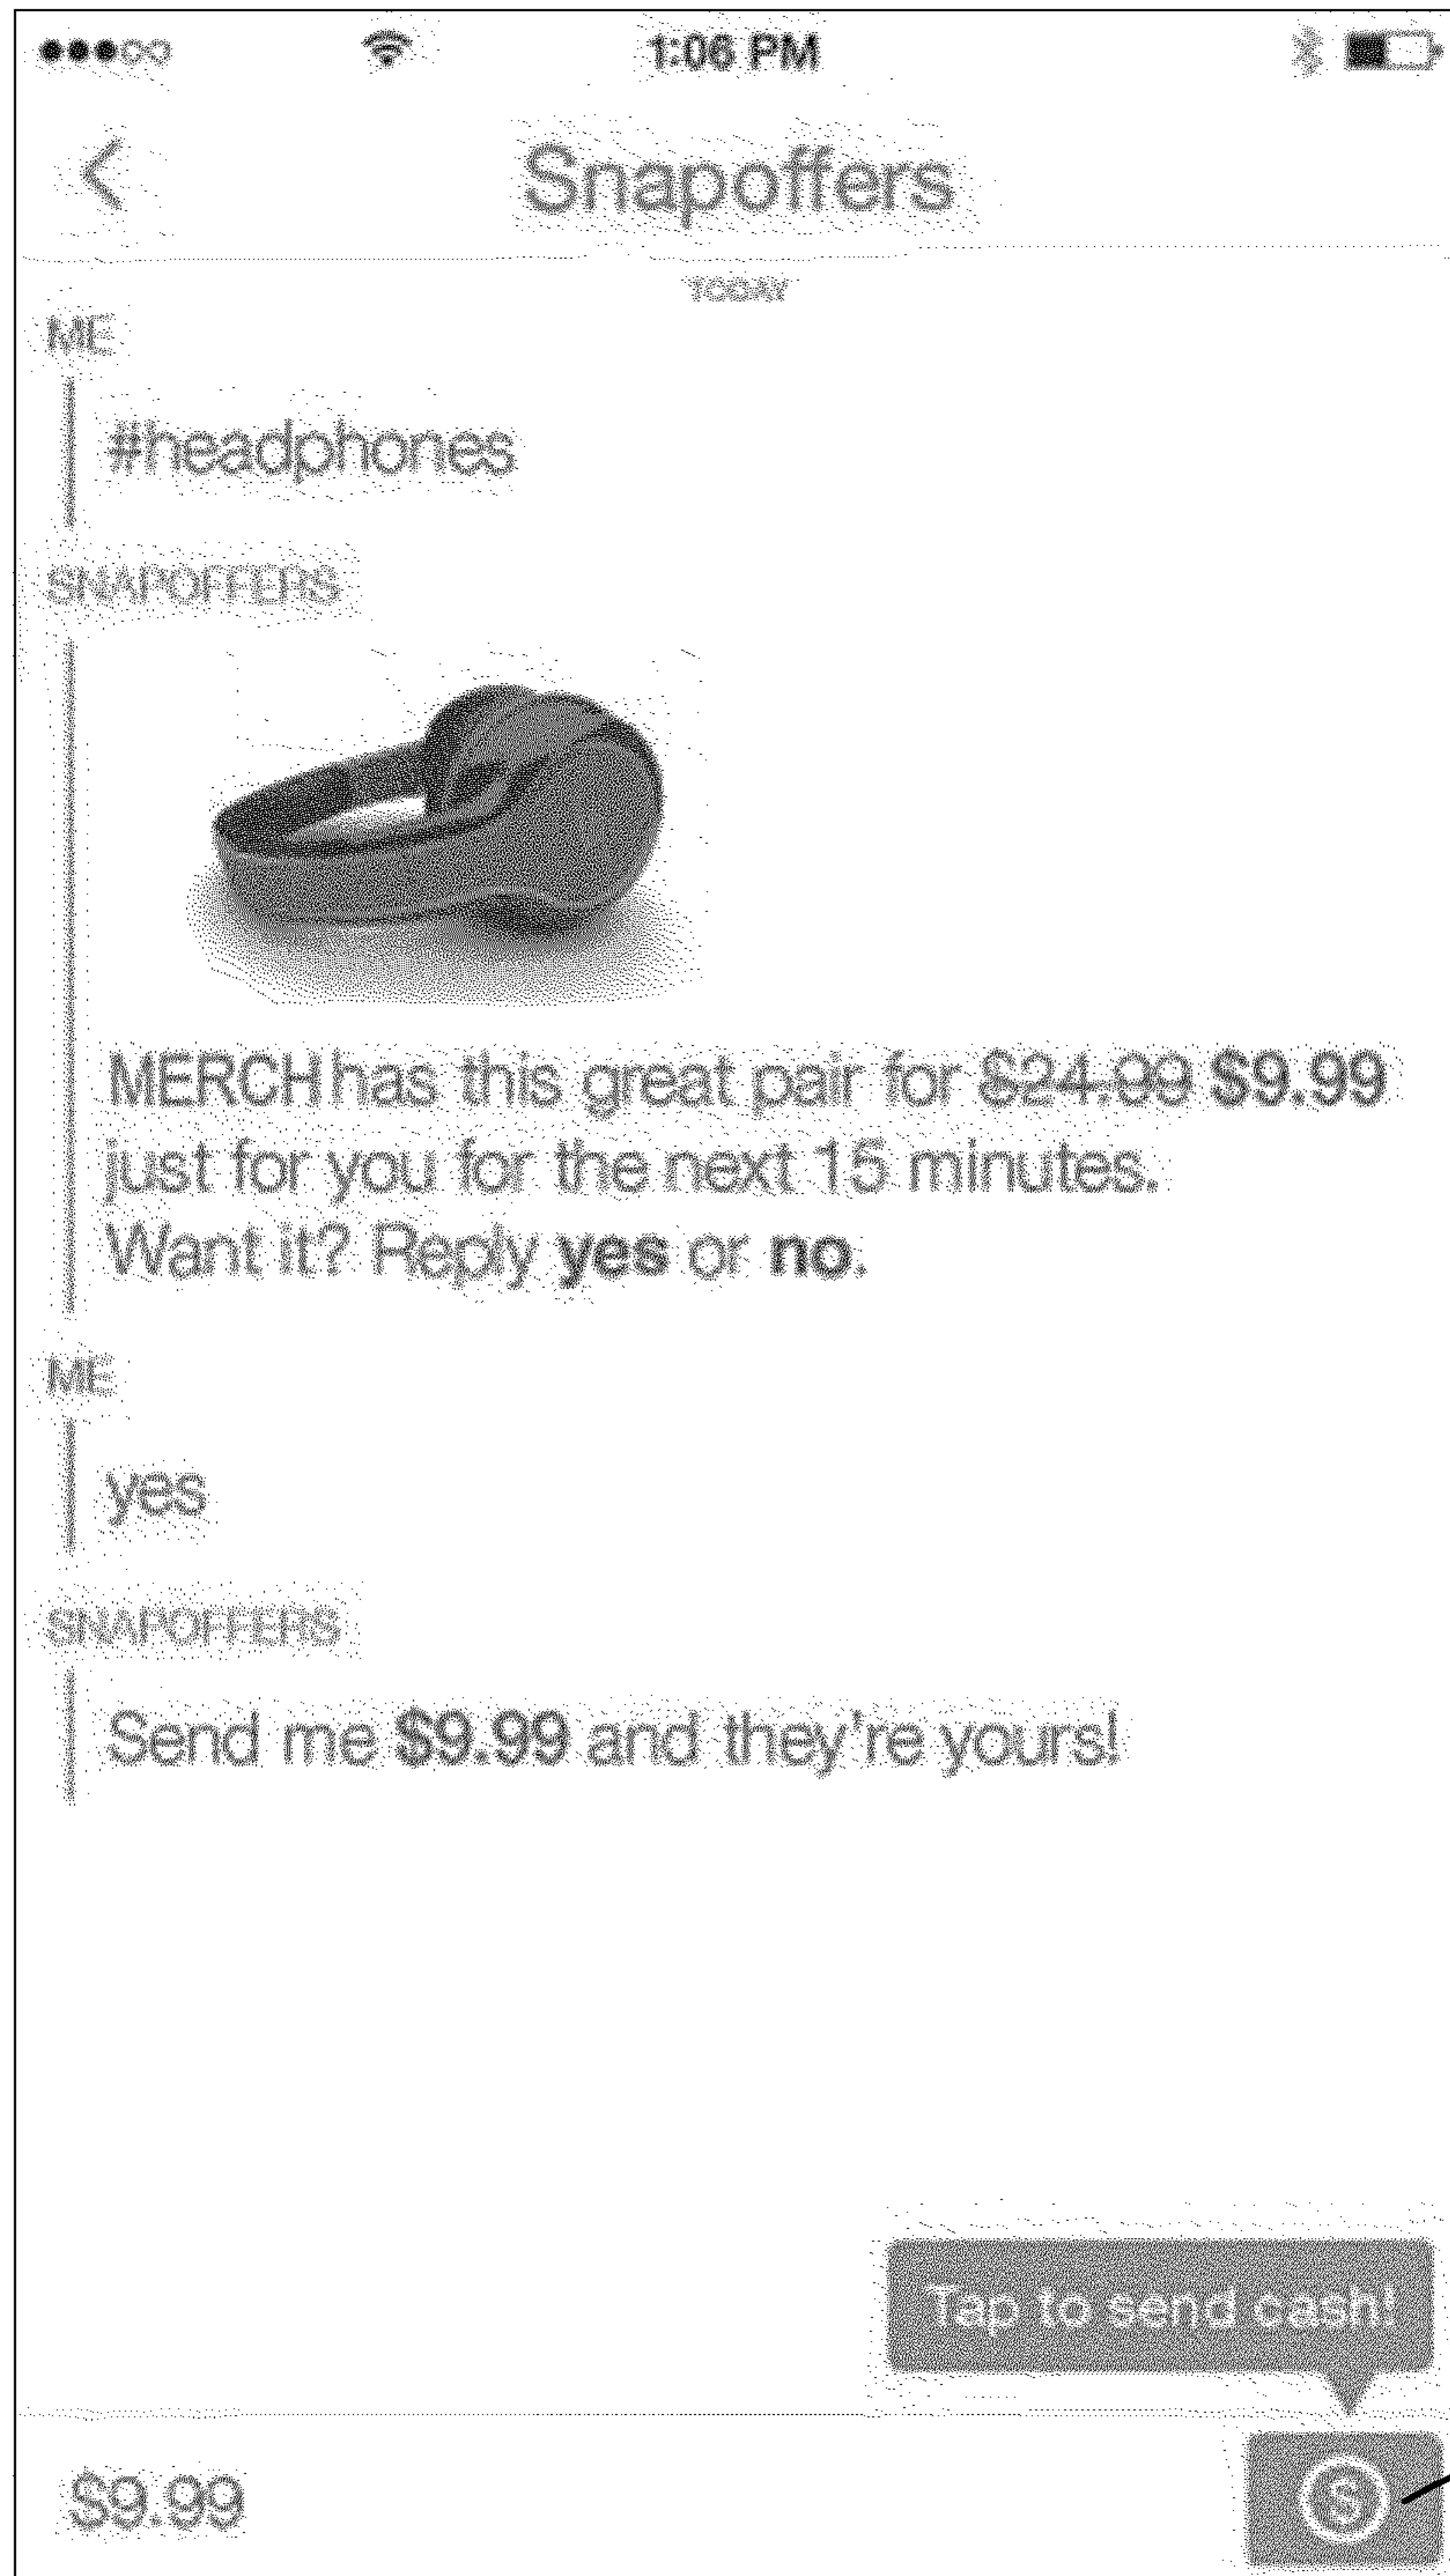 1:06 PM
Snapoffers
TODAY
ME
#headphones
SNAPOFFERS
MERCH has this great pair for $24.99 $9.99
just for you for the next 15 minutes.
Want it? Reply yes or no.
ME
yes
SNAPOFFERS
Send me $9.99 and they're yours!
Tap to send cash!
$9.99
$